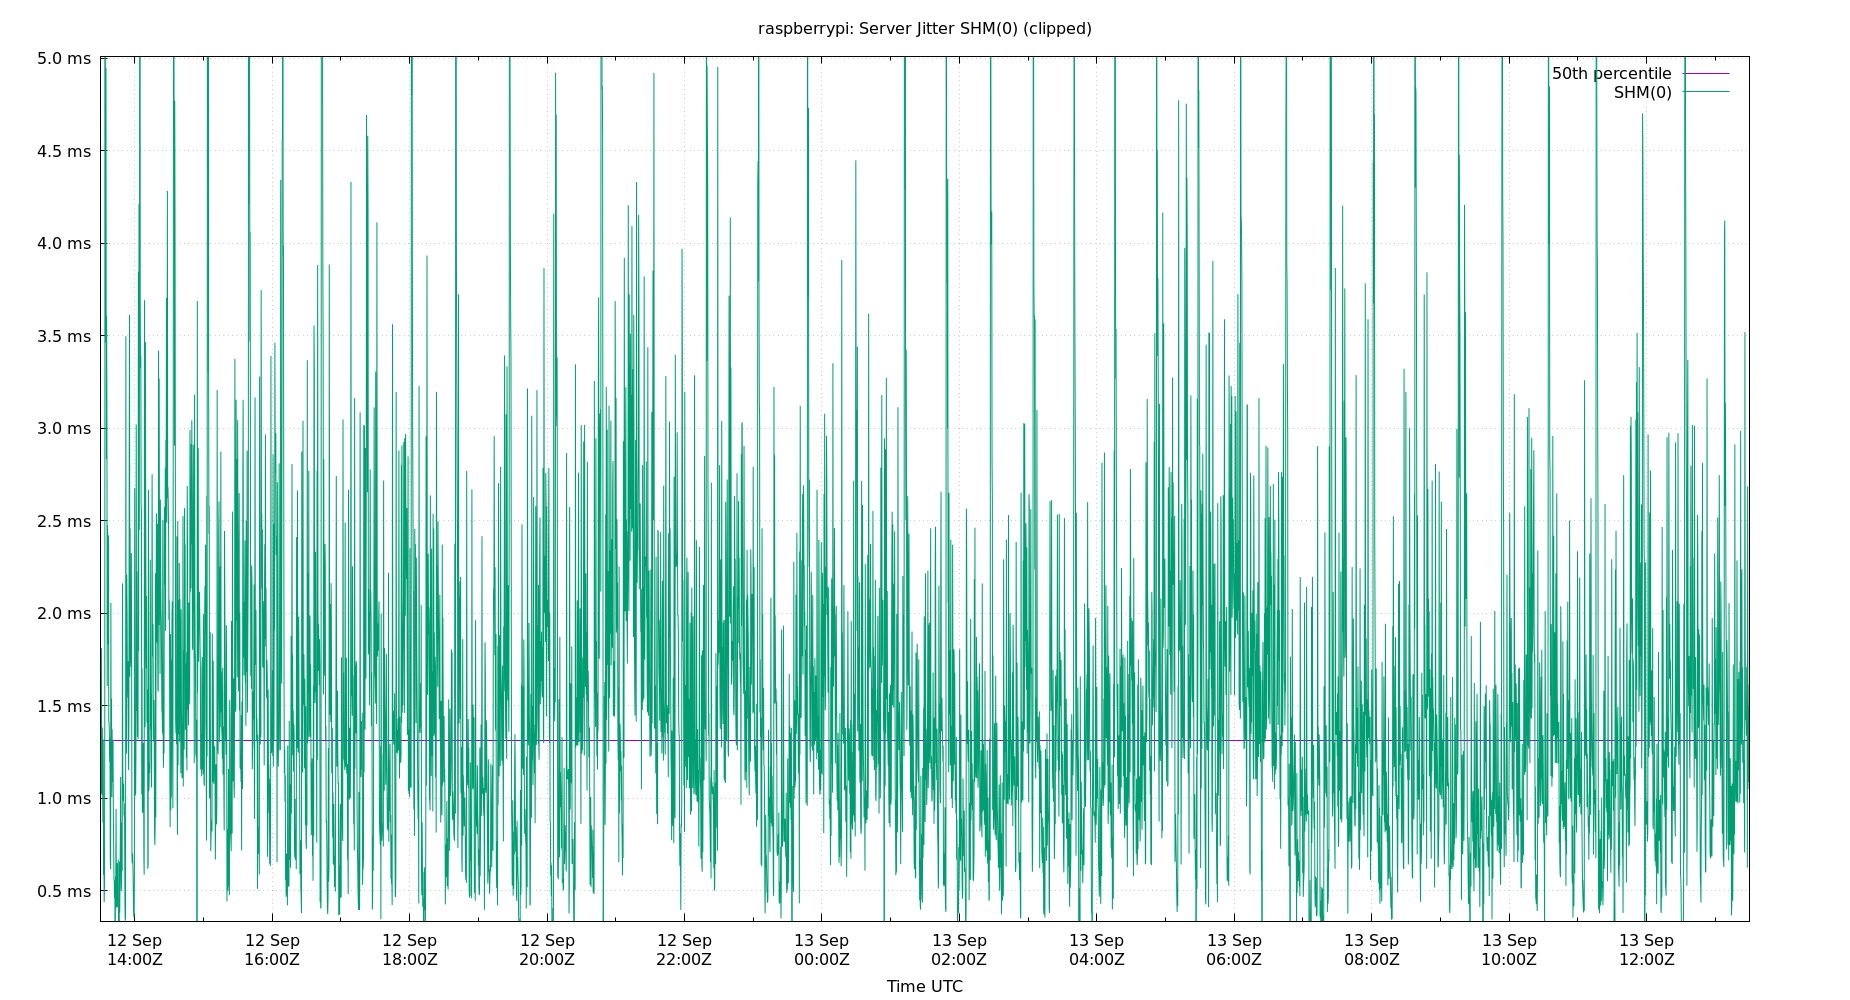 raspberrypi: Server Jitter SHM(0) (clipped)
5.0 ms
50th percentile
SHM(0)
4.5 ms
4.0 ms
3.5 ms
3.0 ms
2.5 ms
2.0 ms
1.5 ms
1.0 ms
0.5 ms
12 Sep 12 Sep 12 Sep 12 Sep 12 Sep 13 Sep 13 Sep 13 Sep 13 Sep 13 Sep 13 Sep 13 Sep
14:00Z 16:00Z 18:00Z 20:00Z 22:00Z 00:00Z 02:00Z 04:00Z 06:00Z 08:00Z 10:00Z 12:00Z
Time UTC